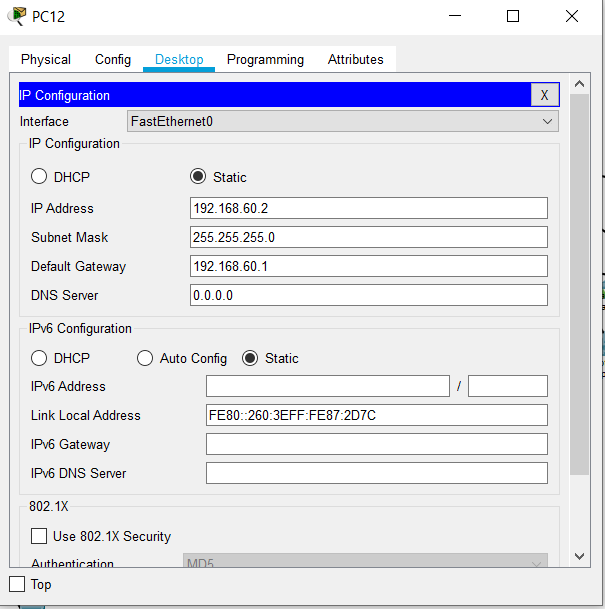 PC12
Physical Config Desktop Programming Attributes
IP Configuration X
Interface FastEthernet0
IP Configuration
DHCP Static
IP Address 192.168.60.2
Subnet Mask 255.255.255.0
Default Gateway 192.168.60.1
DNS Server 0.0.0.0
IPv6 Configuration
DHCP Auto Config Static
IPv6 Address /
Link Local Address FE80::260:3EFF:FE87:2D7C
IPv6 Gateway
IPv6 DNS Server
802.1X
Use 802.1X Security
Authentication MD5
Top